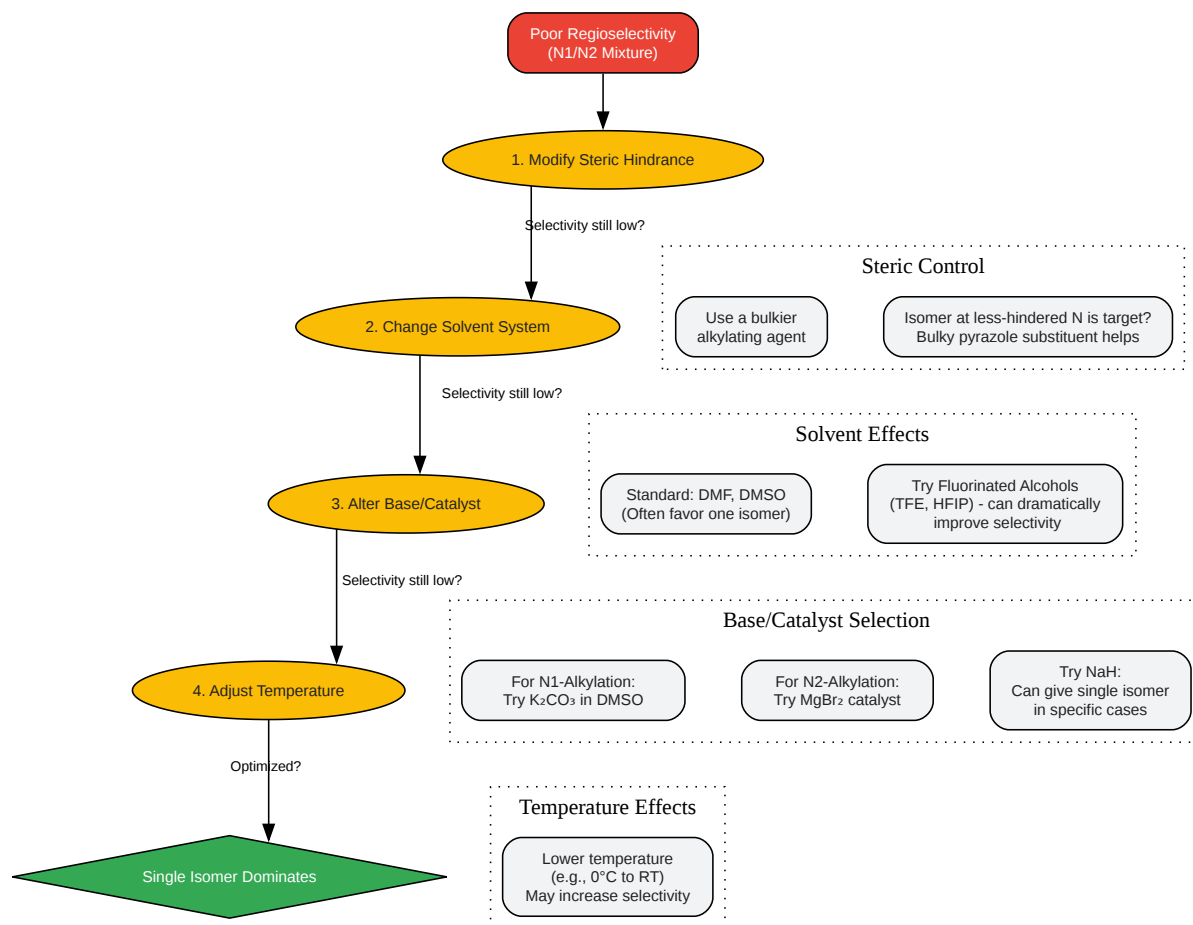 Poor Regioselectivity
(N1/N2 Mixture)
1. Modify Steric Hindrance
Selectivity still low?
Steric Control
Use a bulkier
alkylating agent
Isomer at less-hindered N is target?
Bulky pyrazole substituent helps
2. Change Solvent System
Selectivity still low?
Solvent Effects
Standard: DMF, DMSO
(Often favor one isomer)
Try Fluorinated Alcohols
(TFE, HFIP) - can dramatically
improve selectivity
3. Alter Base/Catalyst
Selectivity still low?
Base/Catalyst Selection
For N1-Alkylation:
Try K₂CO₃ in DMSO
For N2-Alkylation:
Try MgBr₂ catalyst
Try NaH:
Can give single isomer
in specific cases
4. Adjust Temperature
Optimized?
Temperature Effects
Lower temperature
(e.g., 0°C to RT)
May increase selectivity
Single Isomer Dominates